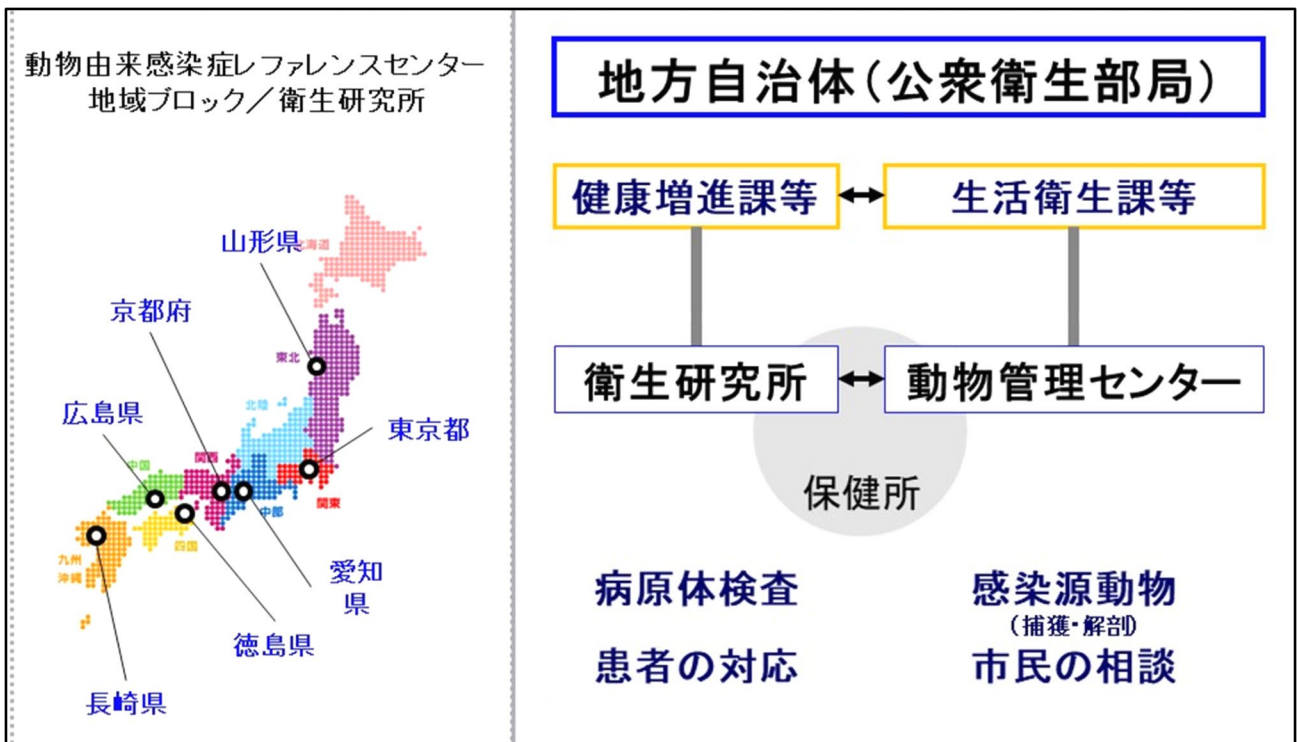 動物由来感染症レファレンスセンター
地域ブロック／衛生研究所
山形県
北海道
京都府
東北
広島県
北陸
東京都
中国
関西
関東
中部
四国
九州
沖縄
愛知
県
徳島県
長崎県
地方自治体（公衆衛生部局）
健康増進課等
生活衛生課等
衛生研究所
動物管理センター
保健所
病原体検査
感染源動物
（捕獲・解剖）
患者の対応
市民の相談